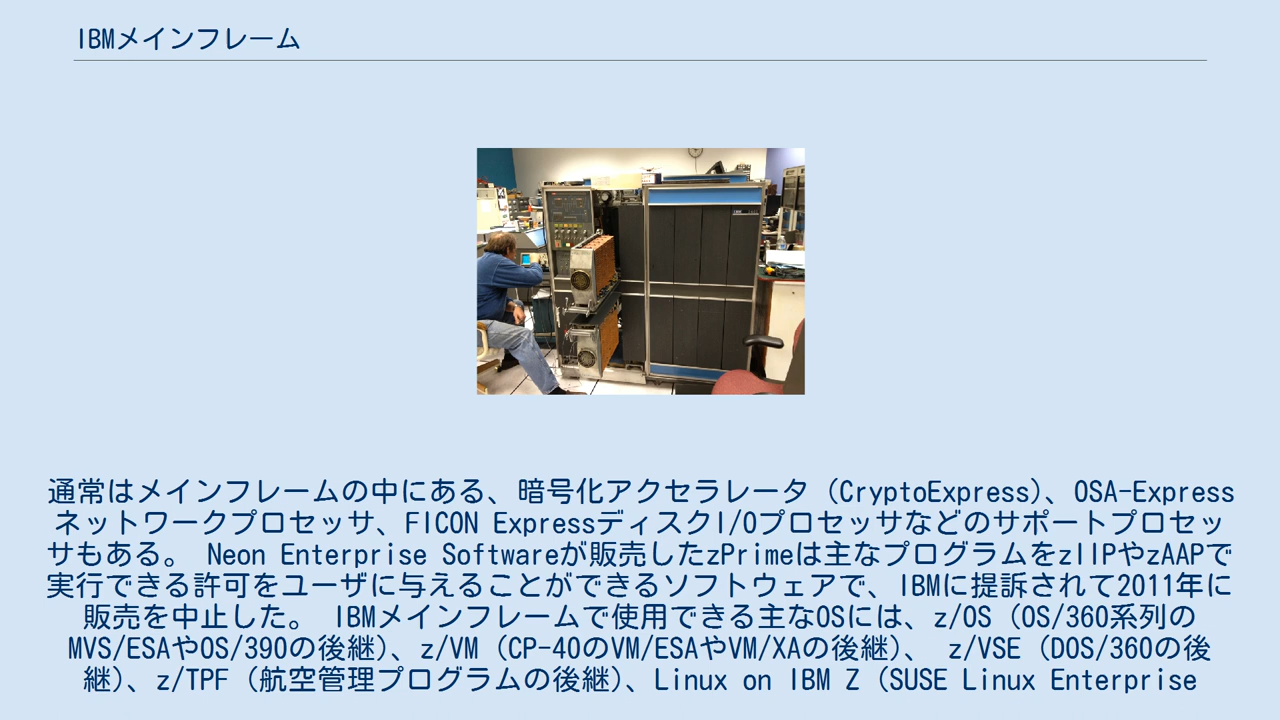 IBMメインフレーム
IBM
通常はメインフレームの中にある、暗号化アクセラレータ（CryptoExpress)、OSA-Express
ネットワークプロセッサ、FICON ExpressディスクI/Oプロセッサなどのサポートプロセッ
サもある。 Neon Enterprise Softwareが販売したzPrimeは主なプログラムをzIIPやzAAPで
実行できる許可をユーザに与えることができるソフトウェアで、IBMに提訴されて2011年に
販売を中止した。 IBMメインフレームで使用できる主なOSには、z/OS（OS/360系列の
MVS/ESAやOS/390の後継）、z/VM（CP-40のVM/ESAやVM/XAの後継）、 z/VSE（DOS/360の後
継）、z/TPF（航空管理プログラムの後継）、Linux on IBM Z（SUSE Linux Enterprise